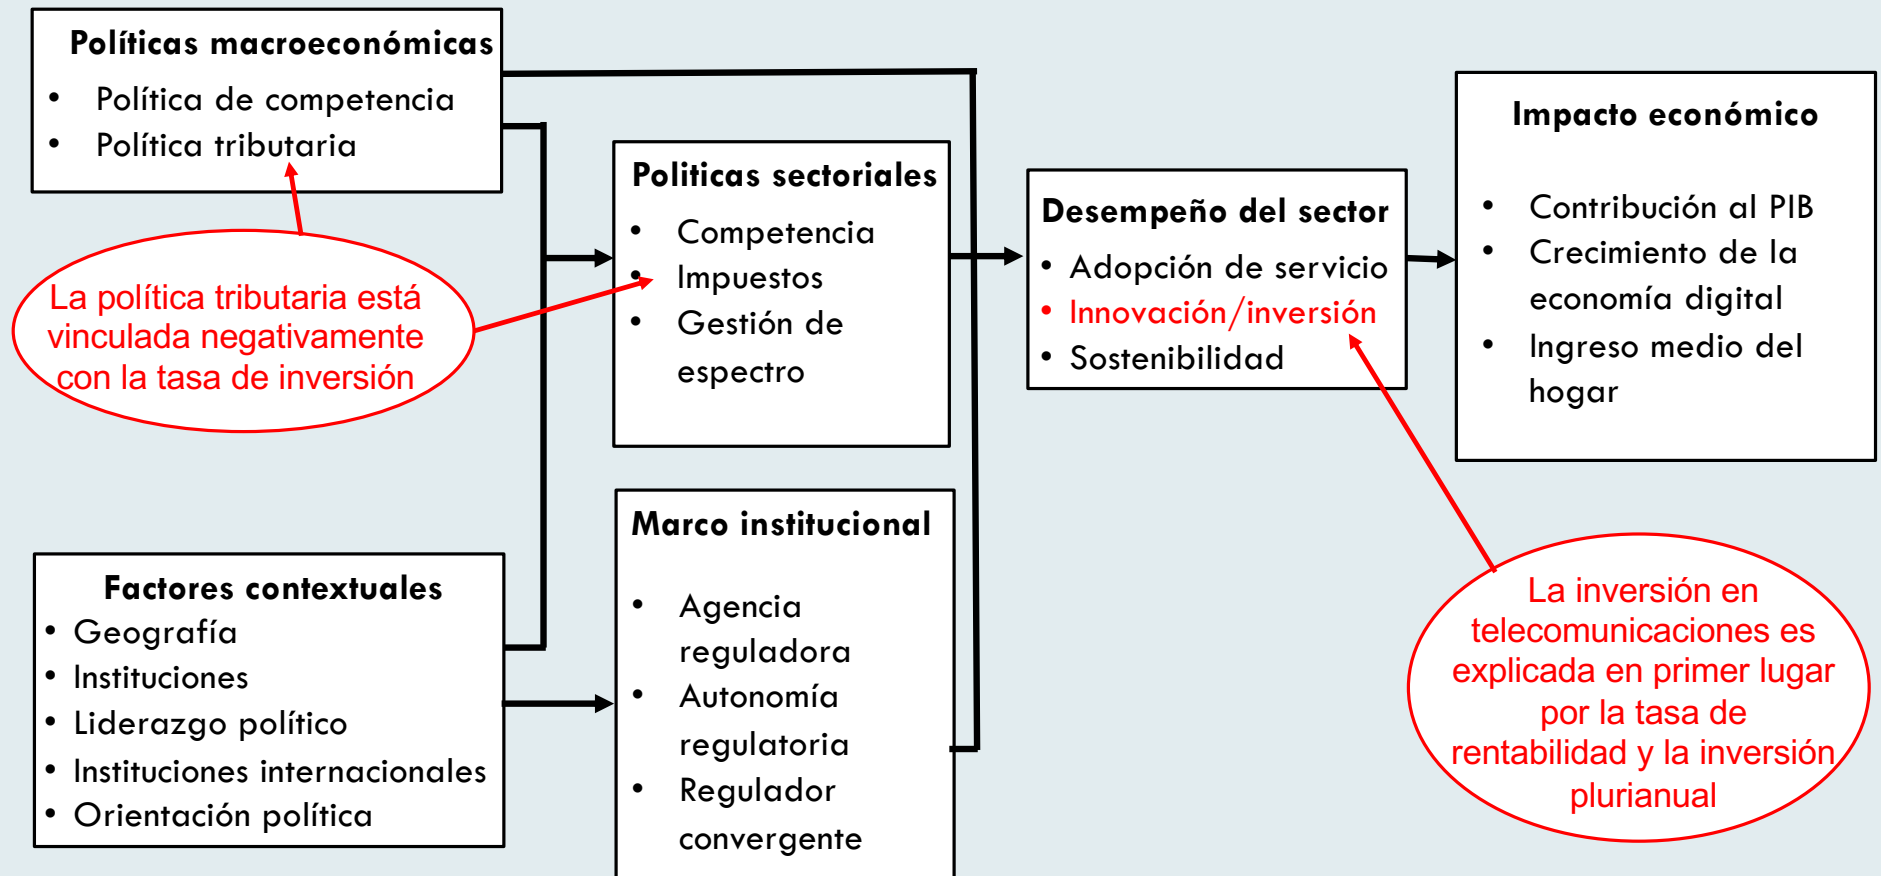 Políticas macroeconómicas
• Política de competencia
• Política tributaria
La política tributaria está
vinculada negativamente
con la tasa de inversión
Factores contextuales
• Geografía
• Instituciones
• Liderazgo político
• Instituciones internacionales
• Orientación política
Politicas sectoriales
• Competencia
• Impuestos
• Gestión de
espectro
Marco institucional
• Agencia
reguladora
• Autonomía
regulatoria
• Regulador
convergente
Desempeño del sector
• Adopción de servicio
• Innovación/inversión
• Sostenibilidad
Impacto económico
• Contribución al PIB
• Crecimiento de la
economía digital
• Ingreso medio del
hogar
La inversión en
telecomunicaciones es
explicada en primer lugar
por la tasa de
rentabilidad y la inversión
plurianual